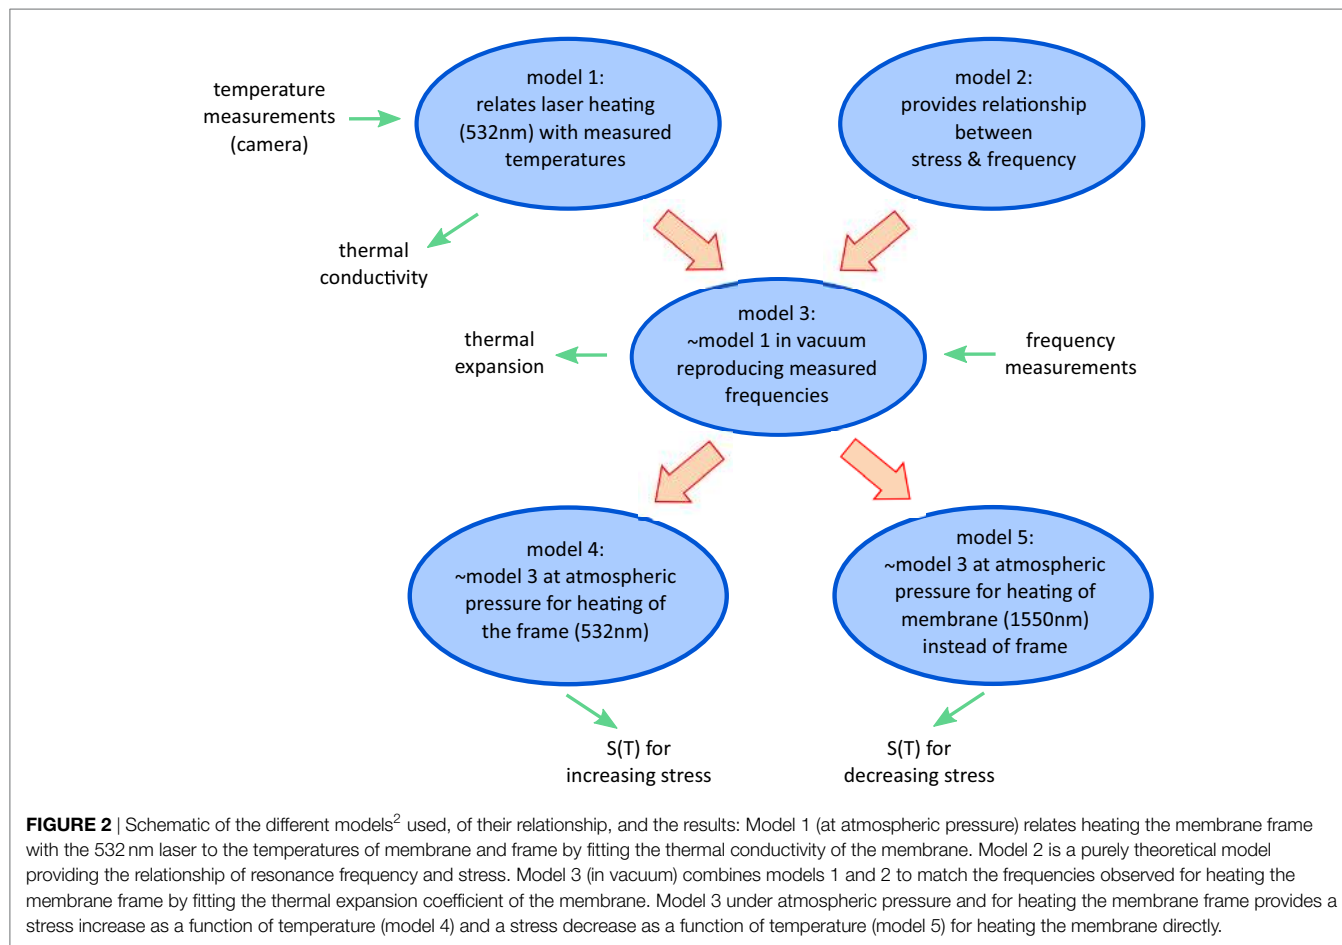 temperature
measurements
(camera)
model 1:
relates laser heating
(532nm) with measured
temperatures
model 2:
provides relationship
between
stress & frequency
thermal
conductivity
thermal
expansion
model 3:
~model 1 in vacuum
reproducing measured
frequencies
frequency
measurements
model 4:
~model 3 at atmospheric
pressure for heating of
the frame (532nm)
model 5:
~model 3 at atmospheric
pressure for heating of
membrane (1550nm)
instead of frame
S(T) for
increasing stress
S(T) for
decreasing stress
FIGURE 2 | Schematic of the different models² used, of their relationship, and the results: Model 1 (at atmospheric pressure) relates heating the membrane frame
with the 532 nm laser to the temperatures of membrane and frame by fitting the thermal conductivity of the membrane. Model 2 is a purely theoretical model
providing the relationship of resonance frequency and stress. Model 3 (in vacuum) combines models 1 and 2 to match the frequencies observed for heating the
membrane frame by fitting the thermal expansion coefficient of the membrane. Model 3 under atmospheric pressure and for heating the membrane frame provides a
stress increase as a function of temperature (model 4) and a stress decrease as a function of temperature (model 5) for heating the membrane directly.